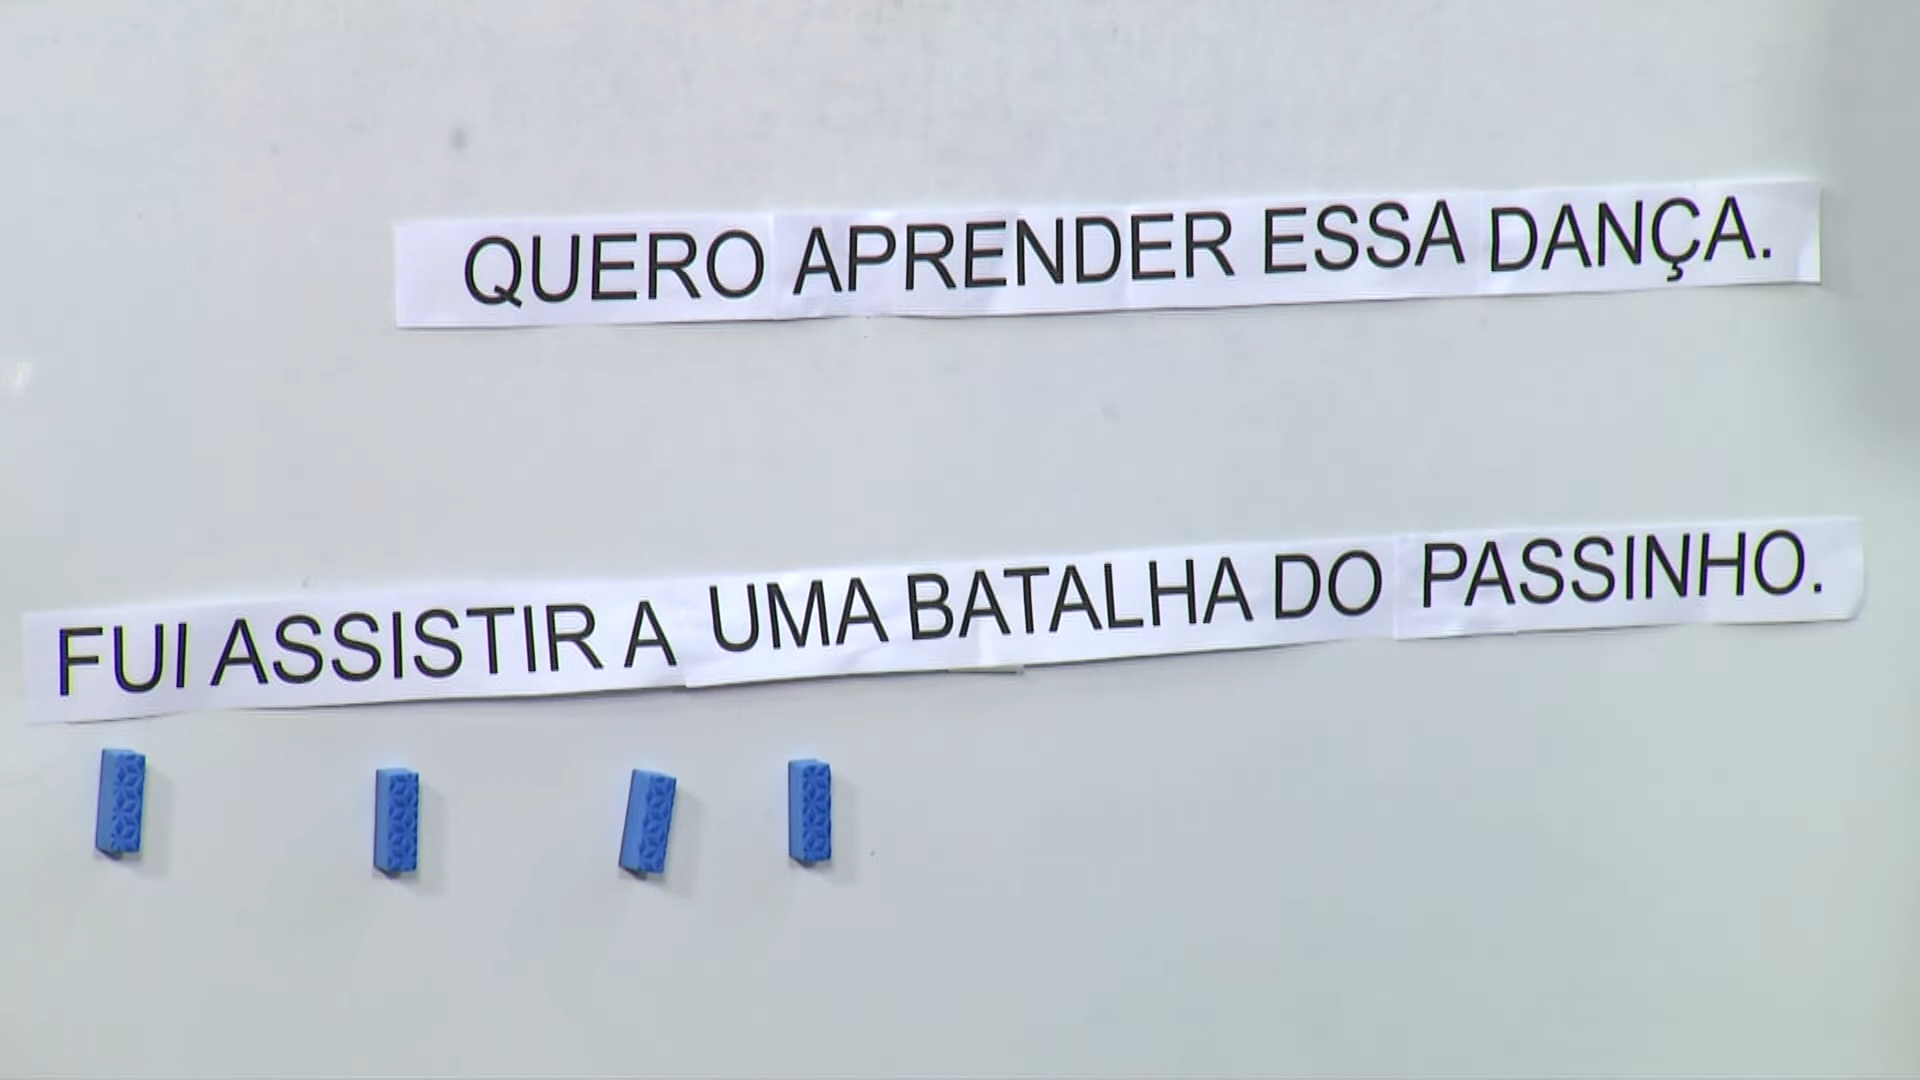 QUERO APRENDER ESSA DANÇA.
FUI ASSISTIR A UMA BATALHA DO PASSINHO.